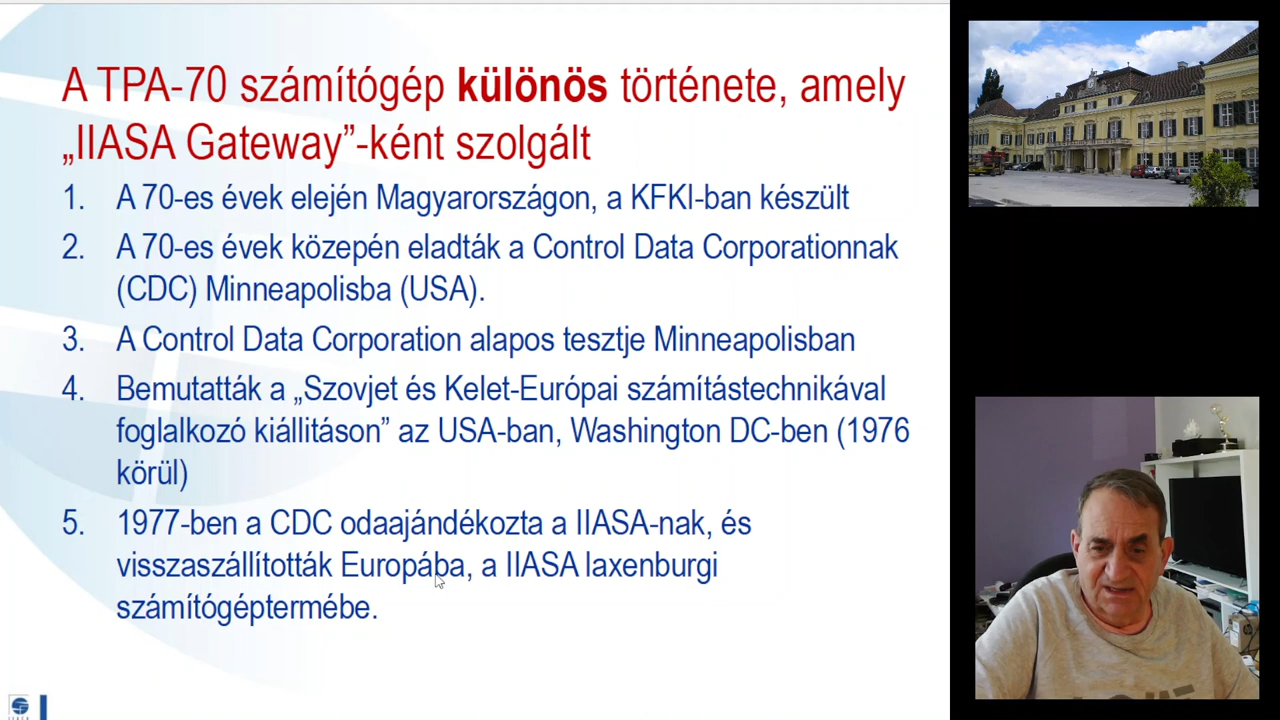 A TPA-70 számítógép különös története, amely
„IIASA Gateway”-ként szolgált
1. A 70-es évek elején Magyarországon, a KFKI-ban készült
2. A 70-es évek közepén eladták a Control Data Corporationnak
(CDC) Minneapolisba (USA).
3. A Control Data Corporation alapos tesztje Minneapolisban
4. Bemutatták a „Szovjet és Kelet-Európai számítástechnikával
foglalkozó kiállitáson” az USA-ban, Washington DC-ben (1976
körül)
5. 1977-ben a CDC odaajándékozta a IIASA-nak, és
visszaszállították Európába, a IIASA laxenburgi
számítógéptermébe.
IIASA